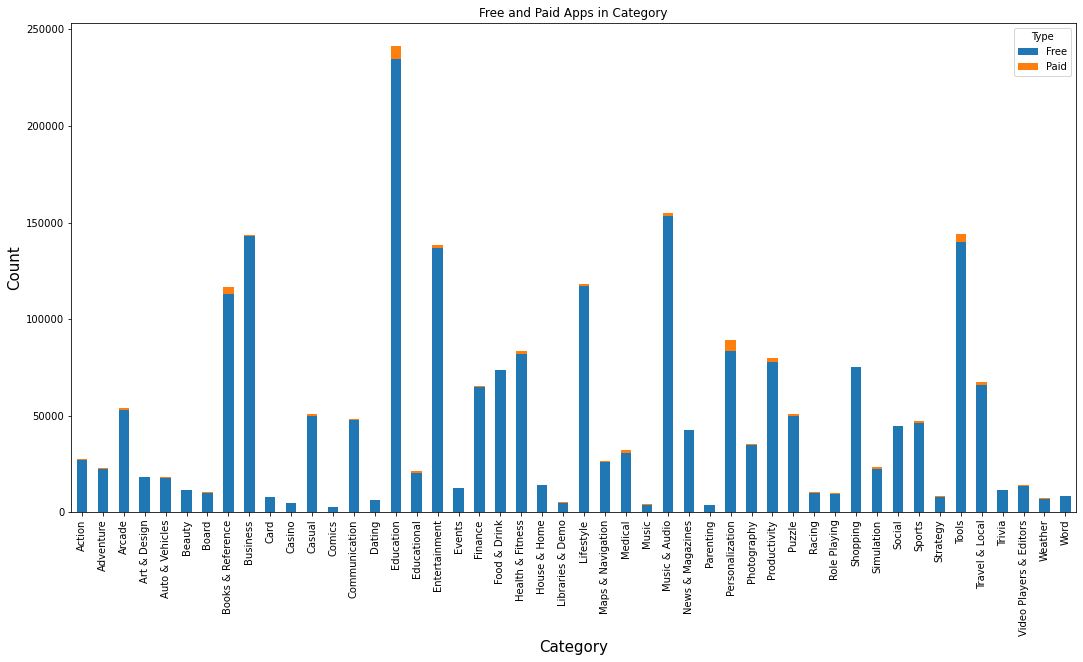 Free and Paid Apps in Category
Type
Free
Paid
250000
200000
150000
100000
50000
0
Count
Action
Adventure
Arcade
Art & Design
Auto & Vehicles
Beauty
Board
Books & Reference
Business
Card
Casino
Casual
Comics
Communication
Dating
Education
Educational
Entertainment
Events
Finance
Food & Drink
Health & Fitness
House & Home
Libraries & Demo
Lifestyle
Maps & Navigation
Medical
Music
Music & Audio
News & Magazines
Parenting
Personalization
Photography
Productivity
Puzzle
Racing
Role Playing
Shopping
Simulation
Social
Sports
Strategy
Tools
Travel & Local
Trivia
Video Players & Editors
Weather
Word
Category